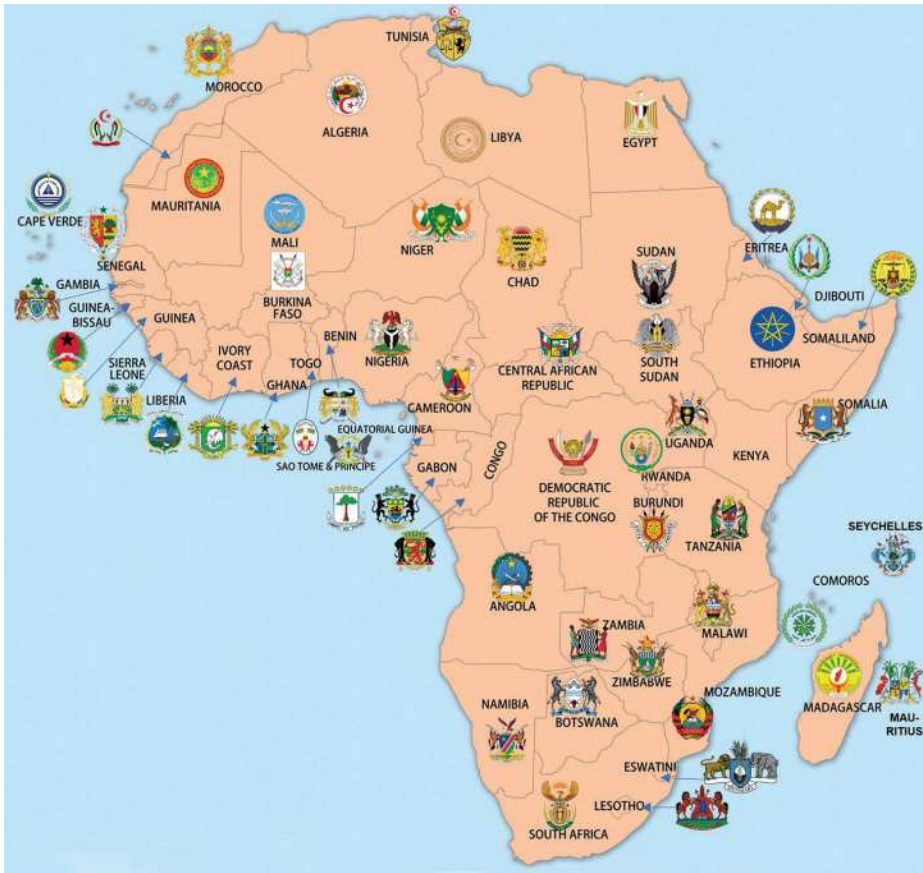 TUNISIA
MOROCCO
ALGERIA
LIBYA
EGYPT
MAURITANIA
CAPE VERDE
MALI
NIGER
CHAD
SUDAN
ERITREA
SENEGAL
GAMBIA
BURKINA
FASO
DJIBOUTI
GUINEA-
BISSAU
GUINEA
BENIN
NIGERIA
SOMALILAND
ETHIOPIA
SIERRA
LEONE
IVORY
COAST
TOGO
CENTRAL AFRICAN
REPUBLIC
SOUTH
SUDAN
LIBERIA
GHANA
CAMEROON
SOMALIA
EQUATORIAL GUINEA
UGANDA
KENYA
SAO TOME & PRINCIPE
GABON
CONGO
RWANDA
DEMOCRATIC
REPUBLIC
OF THE CONGO
BURUNDI
TANZANIA
SEYCHELLES
COMOROS
ANGOLA
ZAMBIA
MALAWI
ZIMBABWE
MOZAMBIQUE
NAMIBIA
BOTSWANA
MADAGASCAR
MAU-
RITIUS
ESWATINI
LESOTHO
SOUTH AFRICA